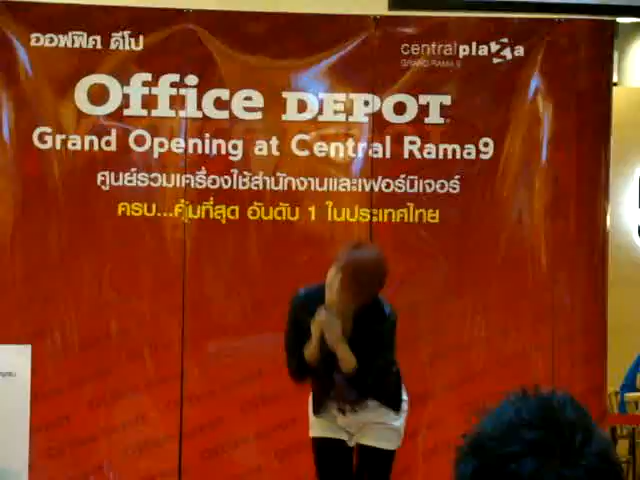 ออฟฟิศ ดีโป
centralplaza
GRAND RAMA 9
Office DEPOT
Grand Opening at Central Rama9
ศูนย์รวมเครื่องใช้สำนักงานและเฟอร์นิเจอร์
ครบ...คุ้มที่สุด อันดับ 1 ในประเทศไทย